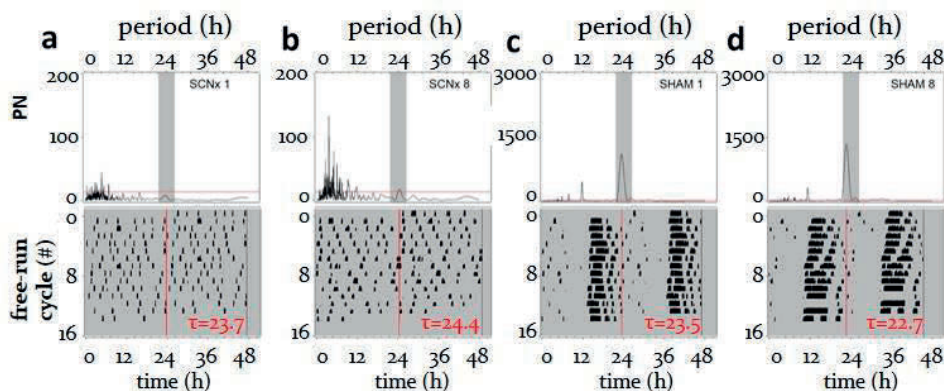 a period (h) b period (h) c period (h) d period (h)
0 12 24 36 48 0 12 24 36 48 0 12 24 36 48 0 12 24 36 48
PN 200 100 0 SCNx 1
200 100 0 SCNx 8
3000 1500 0 SHAM 1
3000 1500 0 SHAM 8
free-run
cycle (#)
0 8 16 τ=23.7
0 8 16 τ=24.4
0 8 16 τ=23.5
0 8 16 τ=22.7
0 12 24 36 48 0 12 24 36 48 0 12 24 36 48 0 12 24 36 48
time (h) time (h) time (h) time (h)